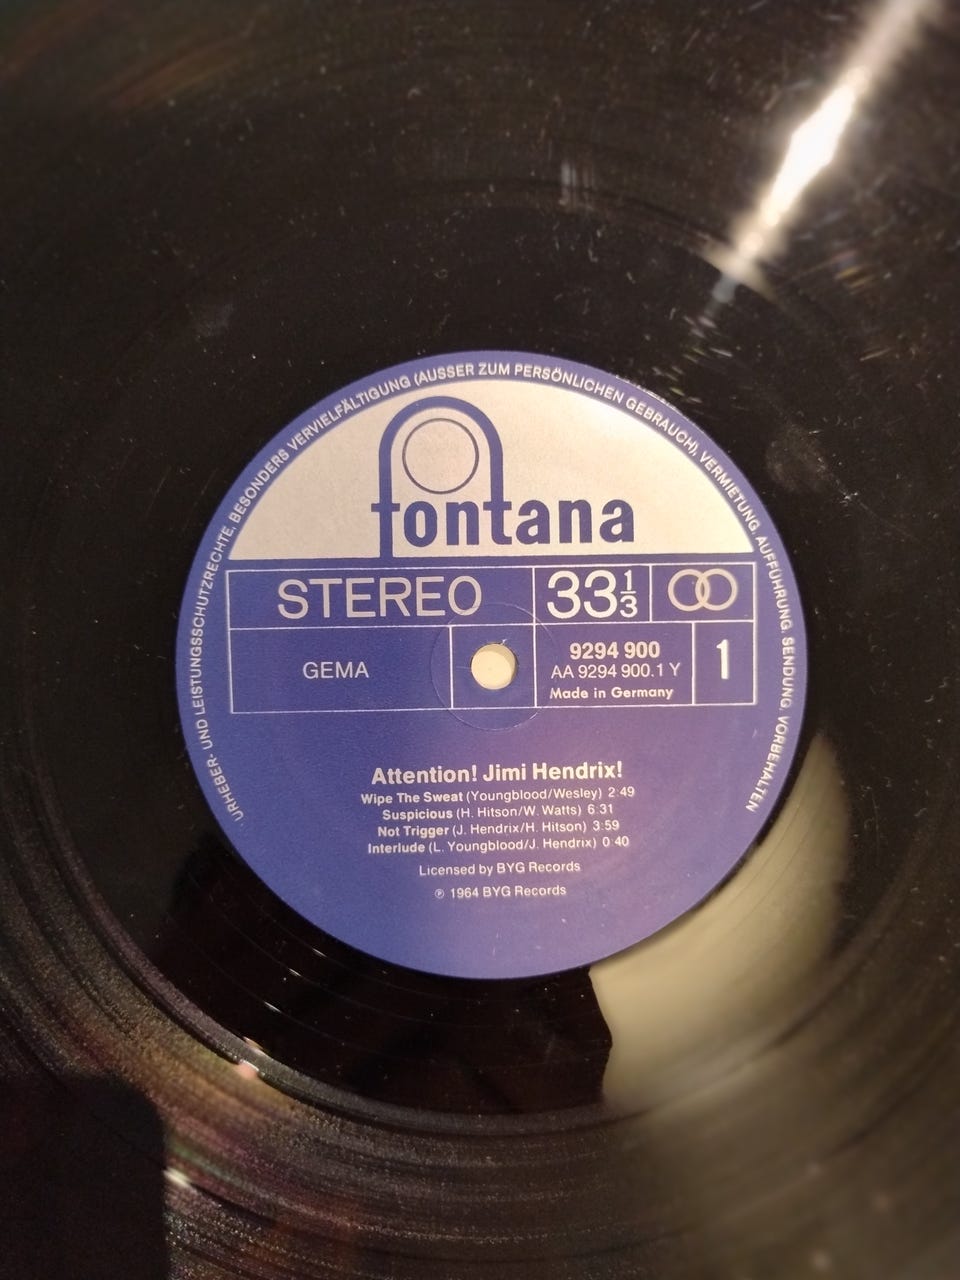 URHEBER- UND LEISTUNGSSCHUTZRECHTE, BESONDERS VERVIELFÄLTIGUNG (AUSSER ZUM PERSÖNLICHEN GEBRAUCH), VERMIETUNG, AUFFÜHRUNG, SENDUNG, VORBEHALTEN
fontana
STEREO 33 1/3
GEMA
9294 900
AA 9294 900.1 Y
Made in Germany
1
Attention! Jimi Hendrix!
Wipe The Sweat (Youngblood/Wesley) 2:49
Suspicious (H. Hitson/W. Watts) 6:31
Not Trigger (J. Hendrix/H. Hitson) 3:59
Interlude (L. Youngblood/J. Hendrix) 0:40
Licensed by BYG Records
℗ 1964 BYG Records